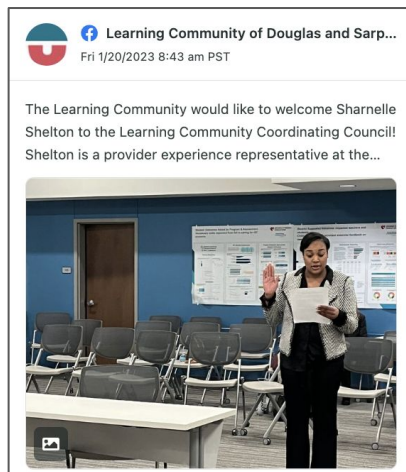 Learning Community of Douglas and Sarp...
Fri 1/20/2023 8:43 am PST
The Learning Community would like to welcome Sharnelle
Shelton to the Learning Community Coordinating Council!
Shelton is a provider experience representative at the...